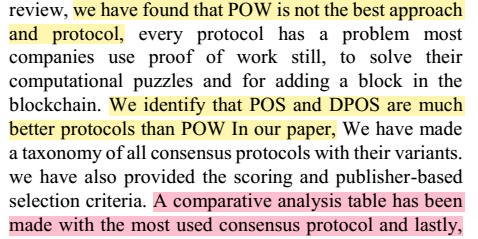 review, we have found that POW is not the best approach
and protocol, every protocol has a problem most
companies use proof of work still, to solve their
computational puzzles and for adding a block in the
blockchain. We identify that POS and DPOS are much
better protocols than POW In our paper, We have made
a taxonomy of all consensus protocols with their variants.
we have also provided the scoring and publisher-based
selection criteria. A comparative analysis table has been
made with the most used consensus protocol and lastly,